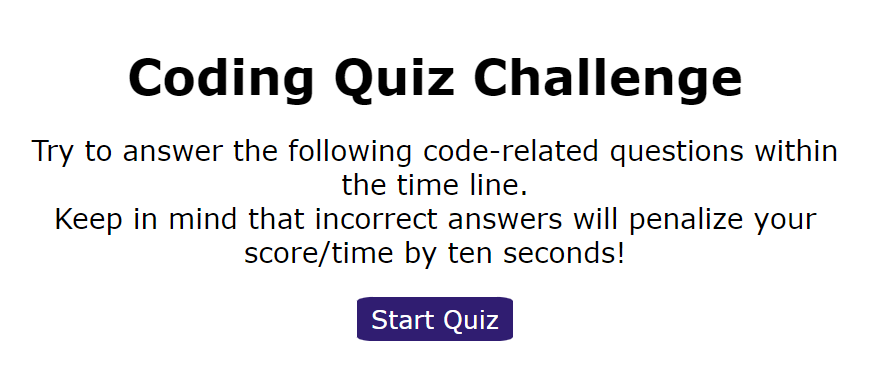 Coding Quiz Challenge
Try to answer the following code-related questions within
the time line.
Keep in mind that incorrect answers will penalize your
score/time by ten seconds!
Start Quiz